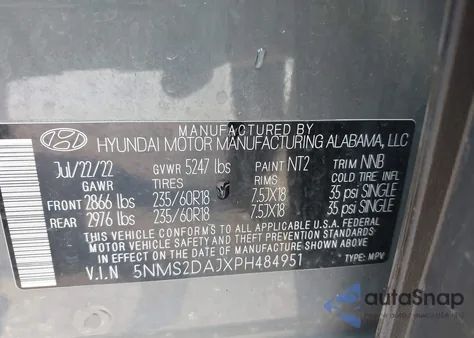 MANUFACTURED BY
HYUNDAI MOTOR MANUFACTURING ALABAMA, LLC
Jul/22/22 GVWR 5247 lbs PAINT NT2 TRIM NNB
GAWR TIRES RIMS COLD TIRE INFL
FRONT 2866 lbs 235/60R18 7.5JX18 35 psi SINGLE
REAR 2976 lbs 235/60R18 7.5JX18 35 psi SINGLE
THIS VEHICLE CONFORMS TO ALL APPLICABLE U.S.A. FEDERAL
MOTOR VEHICLE SAFETY AND THEFT PREVENTION STANDARDS
IN EFFECT ON THE DATE OF MANUFACTURE SHOWN ABOVE.
V.I.N 5NMS2DAJXPH484951 TYPE: MPV
autoSnap